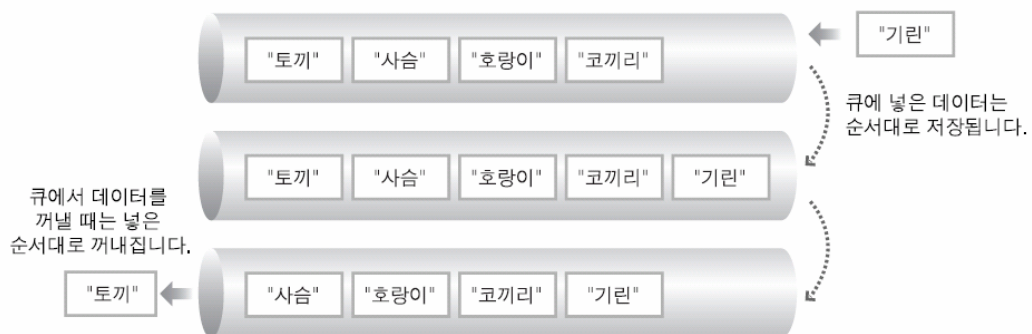 "토끼" "사슴" "호랑이" "코끼리" "기린"
큐에 넣은 데이터는
순서대로 저장됩니다.
"토끼" "사슴" "호랑이" "코끼리" "기린"
큐에서 데이터를
꺼낼 때는 넣은
순서대로 꺼내집니다.
"토끼" "사슴" "호랑이" "코끼리" "기린"